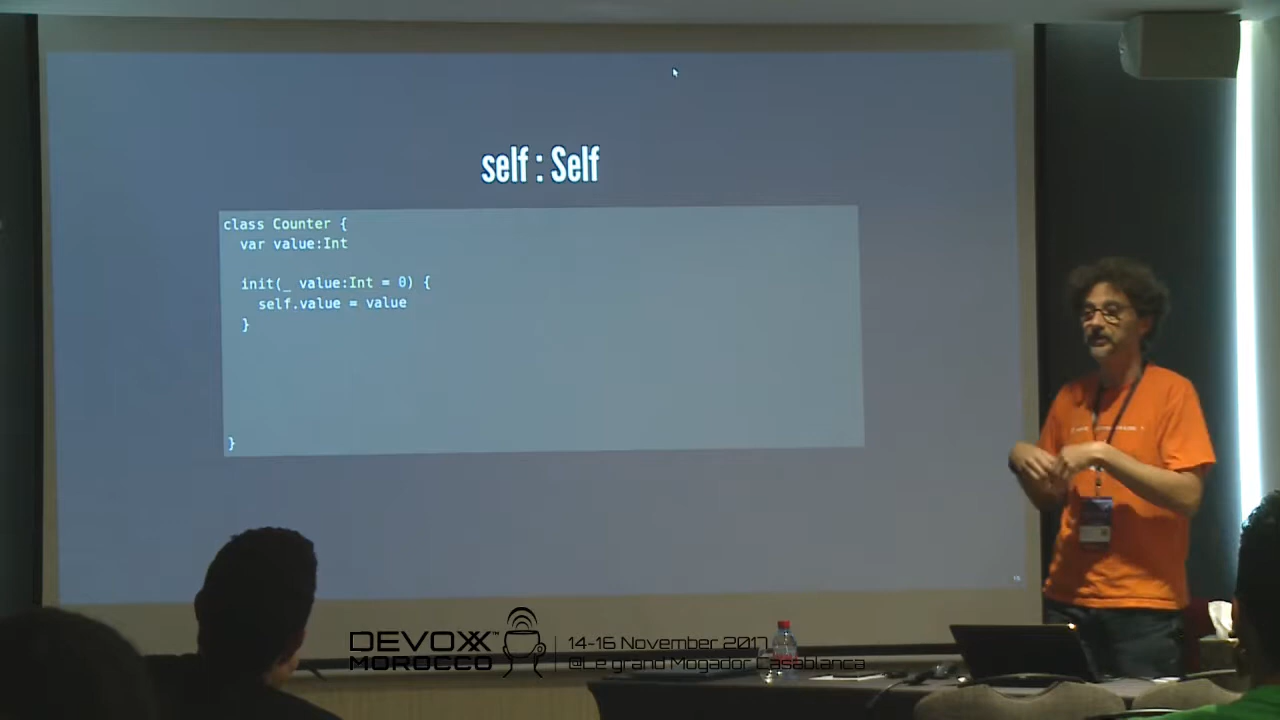 self : Self
class Counter {
var value:Int
init(_ value:Int = 0) {
self.value = value
}
}
DEVOXX™
MOROCCO
14-16 November 2017
@Le grand Mogador Casablanca